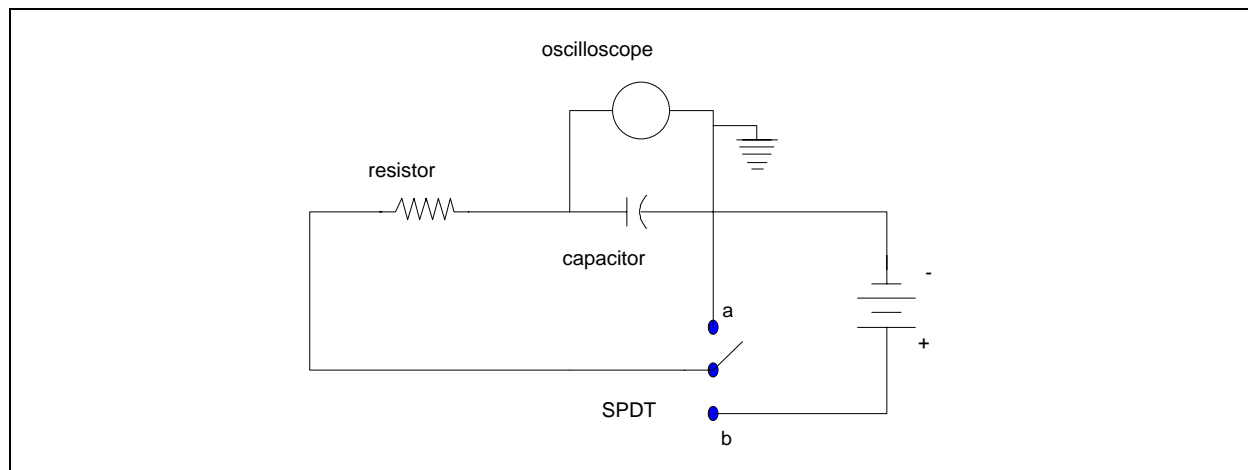 oscilloscope
resistor
capacitor
a
-
+
SPDT
b